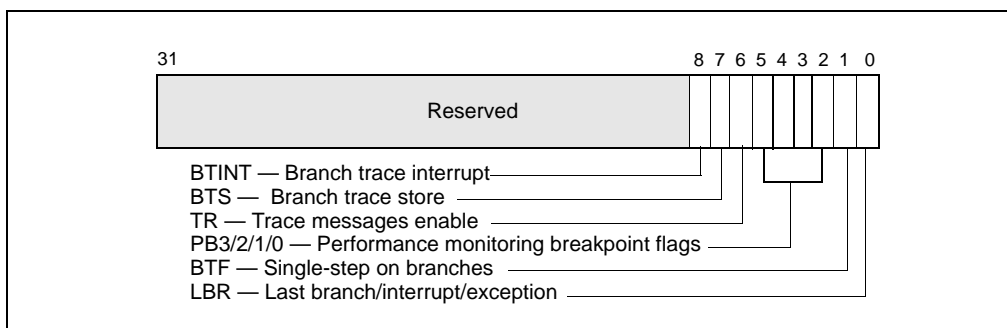 31 8 7 6 5 4 3 2 1 0
Reserved
BTINT — Branch trace interrupt
BTS — Branch trace store
TR — Trace messages enable
PB3/2/1/0 — Performance monitoring breakpoint flags
BTF — Single-step on branches
LBR — Last branch/interrupt/exception